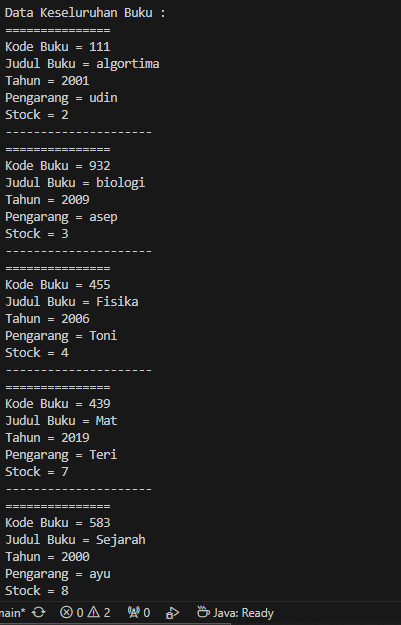 Data Keseluruhan Buku :
===============
Kode Buku = 111
Judul Buku = algortima
Tahun = 2001
Pengarang = udin
Stock = 2
---------------------
===============
Kode Buku = 932
Judul Buku = biologi
Tahun = 2009
Pengarang = asep
Stock = 3
---------------------
===============
Kode Buku = 455
Judul Buku = Fisika
Tahun = 2006
Pengarang = Toni
Stock = 4
---------------------
===============
Kode Buku = 439
Judul Buku = Mat
Tahun = 2019
Pengarang = Teri
Stock = 7
---------------------
===============
Kode Buku = 583
Judul Buku = Sejarah
Tahun = 2000
Pengarang = ayu
Stock = 8
main* 0 2 0 Java: Ready